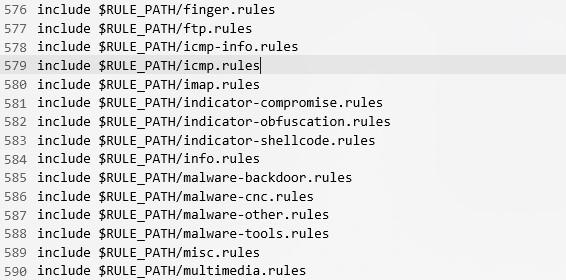 576 include $RULE_PATH/finger.rules
577 include $RULE_PATH/ftp.rules
578 include $RULE_PATH/icmp-info.rules
579 include $RULE_PATH/icmp.rules
580 include $RULE_PATH/imap.rules
581 include $RULE_PATH/indicator-compromise.rules
582 include $RULE_PATH/indicator-obfuscation.rules
583 include $RULE_PATH/indicator-shellcode.rules
584 include $RULE_PATH/info.rules
585 include $RULE_PATH/malware-backdoor.rules
586 include $RULE_PATH/malware-cnc.rules
587 include $RULE_PATH/malware-other.rules
588 include $RULE_PATH/malware-tools.rules
589 include $RULE_PATH/misc.rules
590 include $RULE_PATH/multimedia.rules